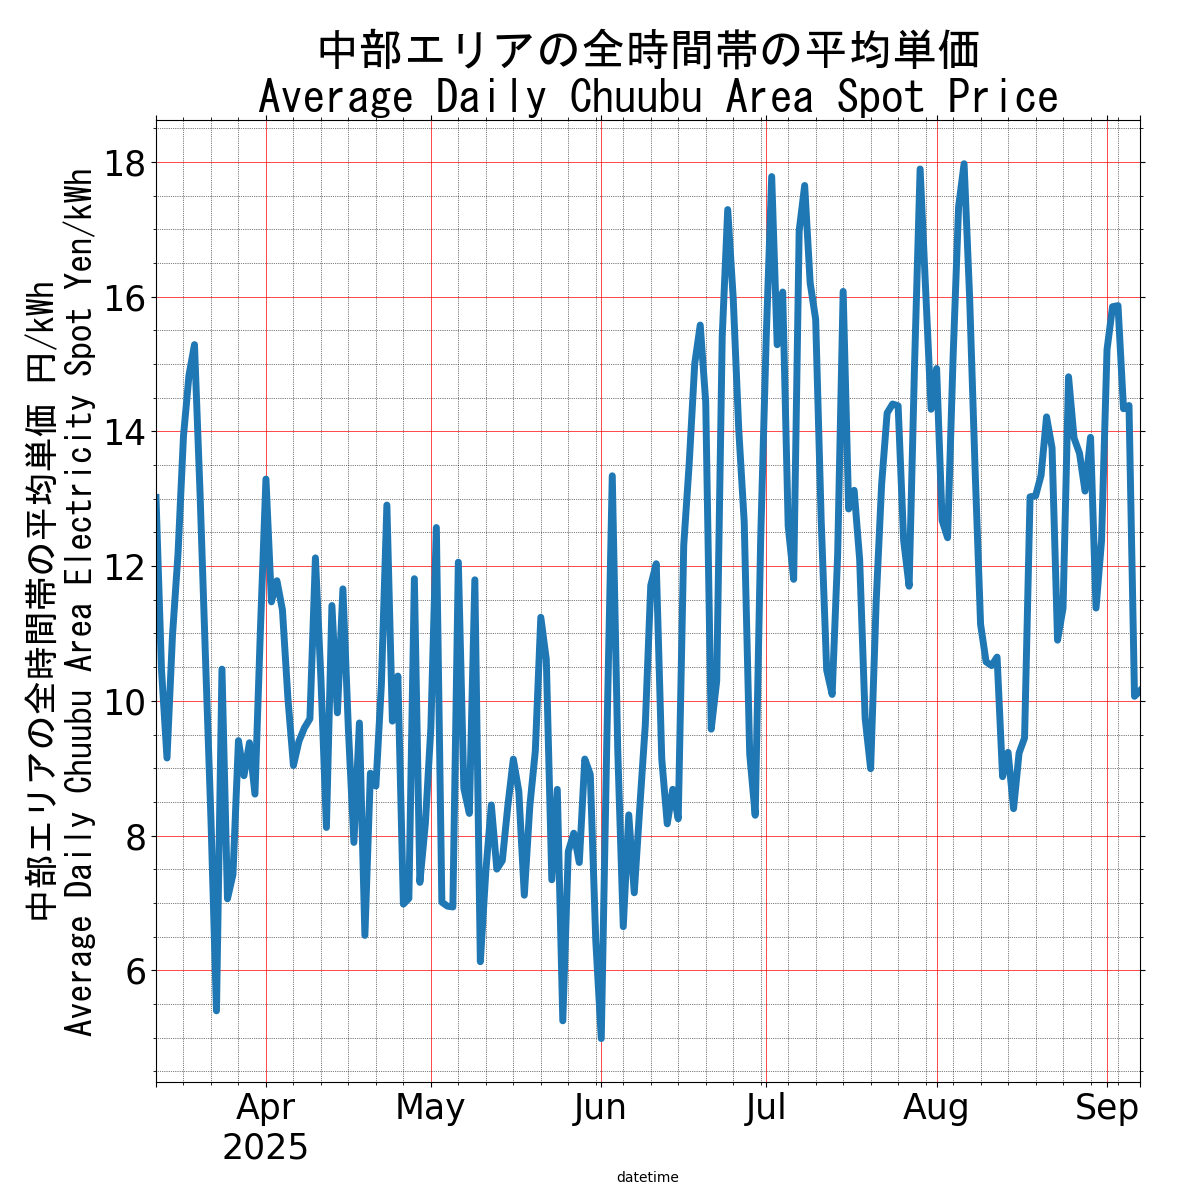 中部エリアの全時間帯の平均単価
Average Daily Chuubu Area Spot Price
中部エリアの全時間帯の平均単価 円/kWh
Average Daily Chuubu Area Electricity Spot Yen/kWh
18
16
14
12
10
8
6
Apr
May
Jun
Jul
Aug
Sep
2025
datetime